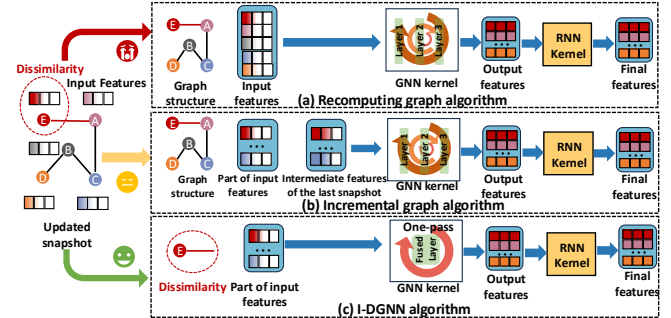 Dissimilarity
Input Features
E
A
B
D
C
Updated
snapshot
E
A
B
D
C
Graph
structure
Input
features
Layer 1
Layer 2
Layer 3
GNN kernel
Output
features
RNN
Kernel
Final
features
(a) Recomputing graph algorithm
E
A
B
D
C
Graph
structure
...
Part of input
features
...
Intermediate features
of the last snapshot
Layer 1
Layer 2
Layer 3
GNN kernel
...
Output
features
RNN
Kernel
...
Final
features
(b) Incremental graph algorithm
E
Dissimilarity
...
Part of input
features
One-pass
Fused
Layer
GNN kernel
Output
features
RNN
Kernel
Final
features
(c) I-DGNN algorithm